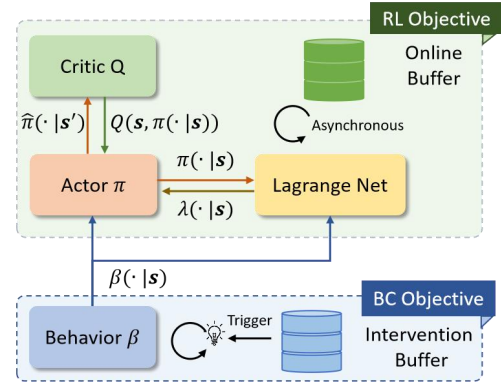 RL Objective
Critic Q
Online
Buffer
π̂(· |s′)
Q(s, π(· |s))
Asynchronous
π(· |s)
Actor π
Lagrange Net
λ(· |s)
β(· |s)
BC Objective
Behavior β
Trigger
Intervention
Buffer